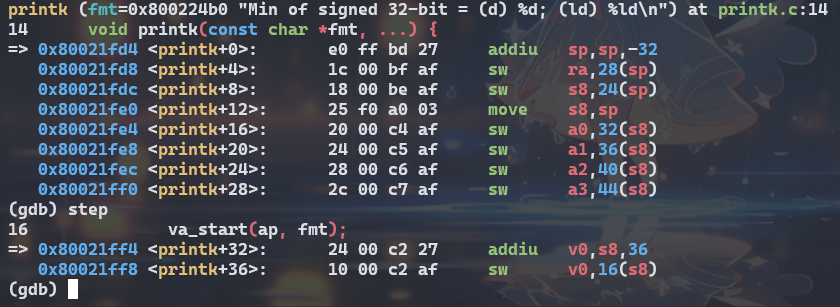 printk (fmt=0x800224b0 "Min of signed 32-bit = (d) %d; (ld) %ld\n") at printk.c:14
14      void printk(const char *fmt, ...) {
=> 0x80021fd4 <printk+0>:       e0 ff bd 27     addiu   sp,sp,-32
   0x80021fd8 <printk+4>:       1c 00 bf af     sw      ra,28(sp)
   0x80021fdc <printk+8>:       18 00 be af     sw      s8,24(sp)
   0x80021fe0 <printk+12>:      25 f0 a0 03     move    s8,sp
   0x80021fe4 <printk+16>:      20 00 c4 af     sw      a0,32(s8)
   0x80021fe8 <printk+20>:      24 00 c5 af     sw      a1,36(s8)
   0x80021fec <printk+24>:      28 00 c6 af     sw      a2,40(s8)
   0x80021ff0 <printk+28>:      2c 00 c7 af     sw      a3,44(s8)
(gdb) step
16              va_start(ap, fmt);
=> 0x80021ff4 <printk+32>:      24 00 c2 27     addiu   v0,s8,36
   0x80021ff8 <printk+36>:      10 00 c2 af     sw      v0,16(s8)
(gdb)